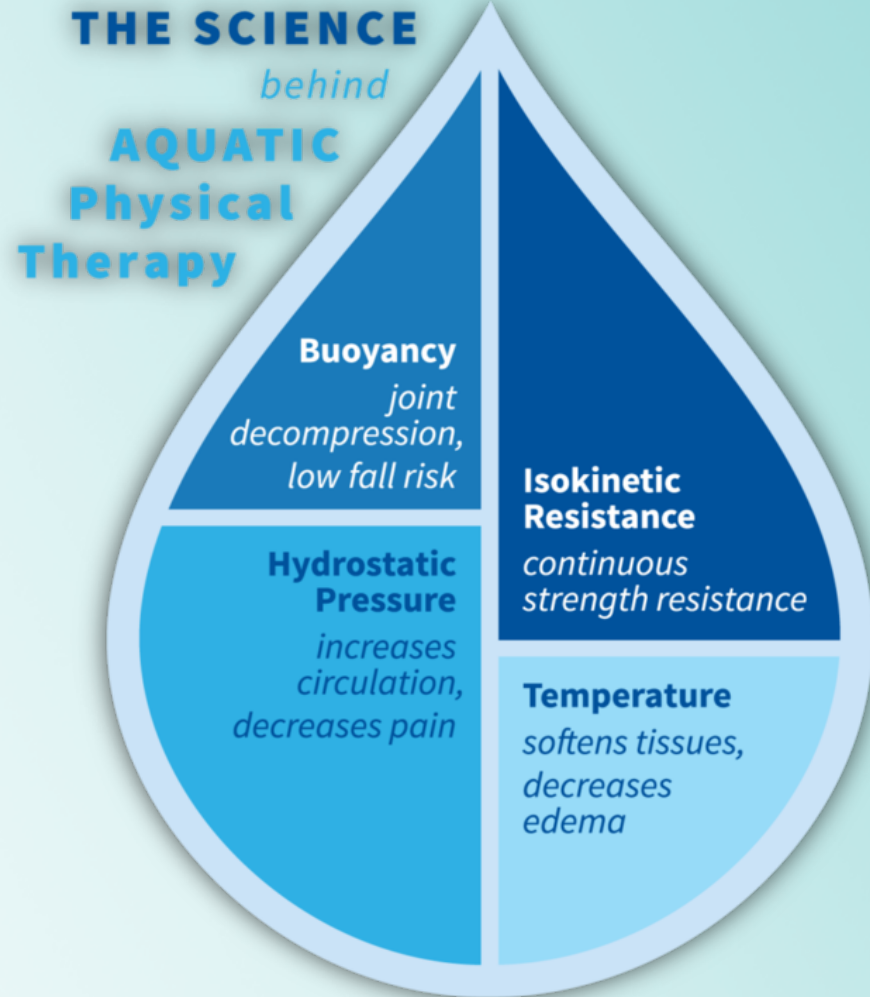 THE SCIENCE
behind
AQUATIC
Physical
Therapy
Buoyancy
joint
decompression,
low fall risk
Hydrostatic
Pressure
increases
circulation,
decreases pain
Isokinetic
Resistance
continuous
strength resistance
Temperature
softens tissues,
decreases
edema